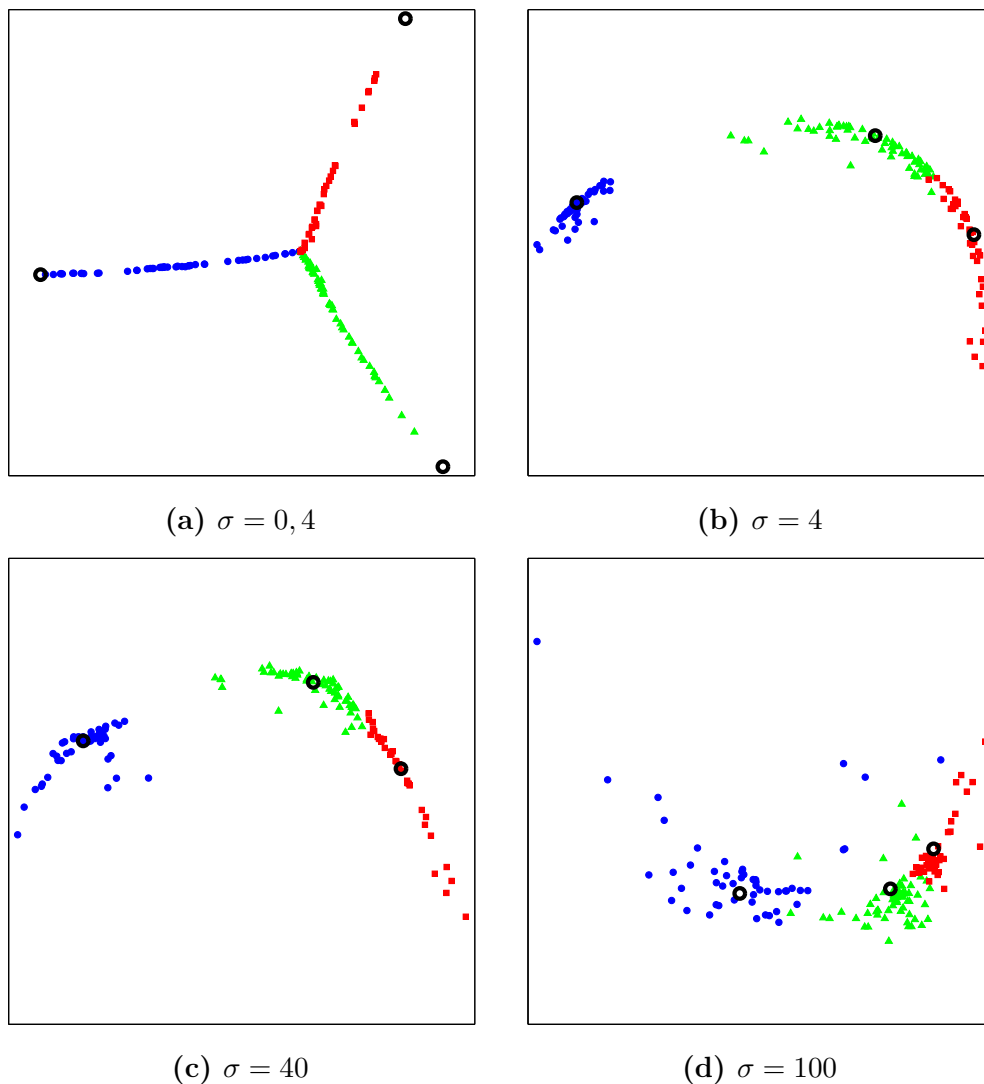 (a) σ = 0, 4
(b) σ = 4
(c) σ = 40
(d) σ = 100